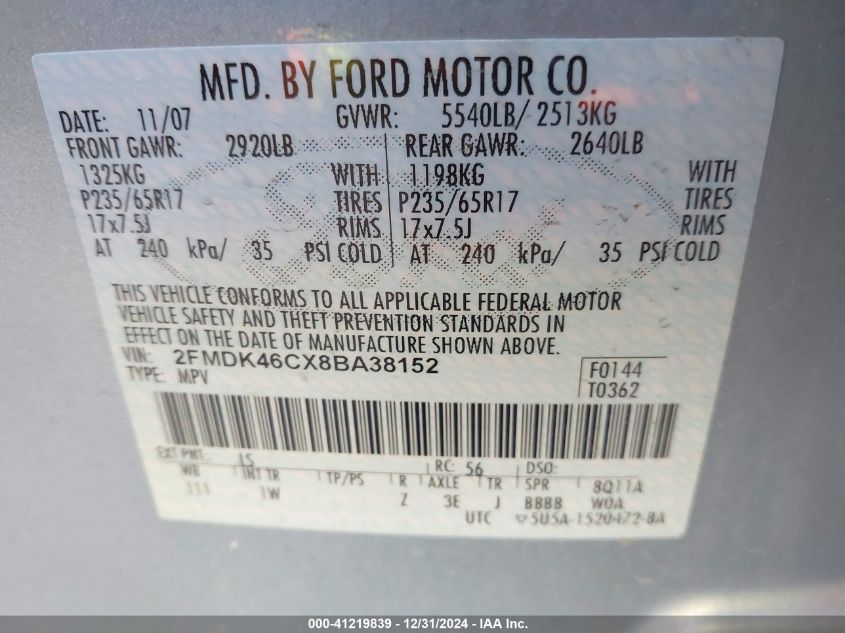 MFD. BY FORD MOTOR CO.
DATE: 11/07 GVWR: 5540LB/ 2513KG
FRONT GAWR: 2920LB REAR GAWR: 2640LB
1325KG WITH 1198KG WITH
P235/65R17 TIRES P235/65R17 TIRES
17x7.5J RIMS 17x7.5J RIMS
AT 240 kPa/ 35 PSI COLD AT 240 kPa/ 35 PSI COLD
THIS VEHICLE CONFORMS TO ALL APPLICABLE FEDERAL MOTOR
VEHICLE SAFETY AND THEFT PREVENTION STANDARDS IN
EFFECT ON THE DATE OF MANUFACTURE SHOWN ABOVE.
VIN: 2FMDK46CX8BA38152 F0144
TYPE: MPV T0362
EXT PNT: IS RC: 56 DSO:
WB INT TR TP/PS R AXLE TR SPR 8Q11A
111 1W Z 3E J BBBB W0A
UTC ▽5U5A-1520472-BA
000-41219839 - 12/31/2024 - IAA Inc.